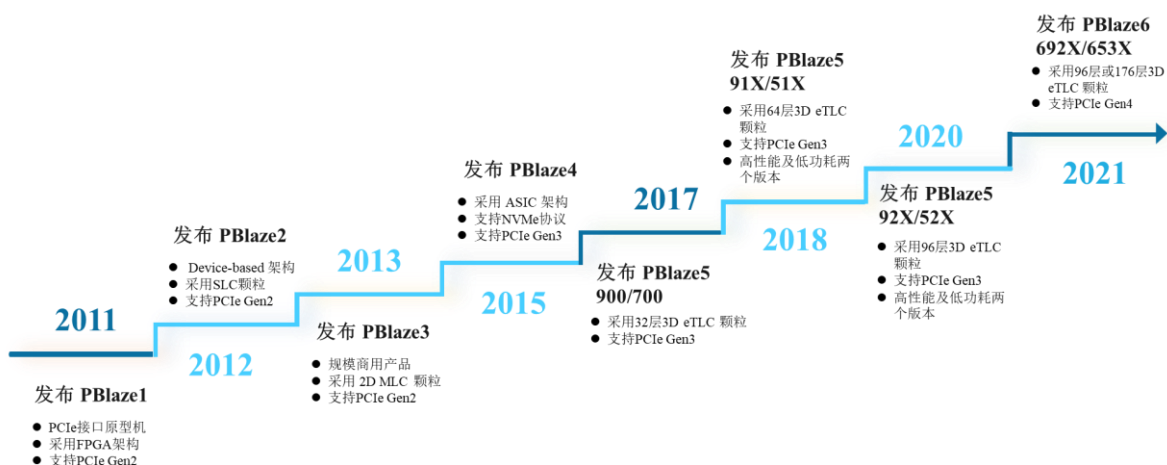 2011
发布 PBlaze1
● PCIe接口原型机
● 采用FPGA架构
● 支持PCIe Gen2
发布 PBlaze2
● Device-based 架构
● 采用SLC颗粒
● 支持PCIe Gen2
2012
2013
发布 PBlaze3
● 规模商用产品
● 采用 2D MLC 颗粒
● 支持PCIe Gen2
发布 PBlaze4
● 采用 ASIC 架构
● 支持NVMe协议
● 支持PCIe Gen3
2015
2017
发布 PBlaze5
900/700
● 采用32层3D eTLC 颗粒
● 支持PCIe Gen3
发布 PBlaze5
91X/51X
● 采用64层3D eTLC
颗粒
● 支持PCIe Gen3
● 高性能及低功耗两
个版本
2018
2020
发布 PBlaze5
92X/52X
● 采用96层3D eTLC
颗粒
● 支持PCIe Gen3
● 高性能及低功耗两
个版本
发布 PBlaze6
692X/653X
● 采用96层或176层3D
eTLC 颗粒
● 支持PCIe Gen4
2021